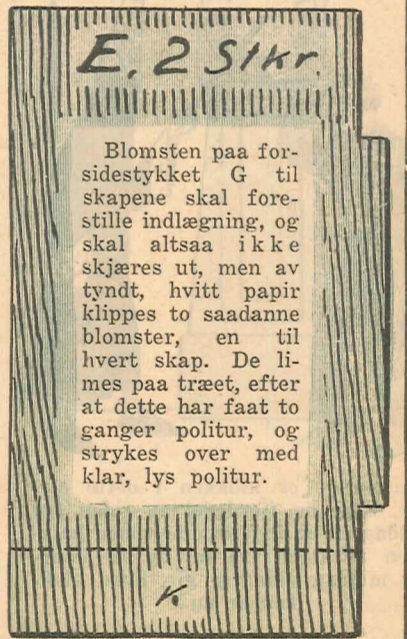 E. 2 Stkr.
Blomsten paa for-
sidestykket G til
skapene skal fore-
stille indlægning, og
skal altsaa ikke
skjæres ut, men av
tyndt, hvitt papir
klippes to saadanne
blomster, en til
hvert skap. De li-
mes paa træet, efter
at dette har faat to
ganger politur, og
strykes over med
klar, lys politur.
K.